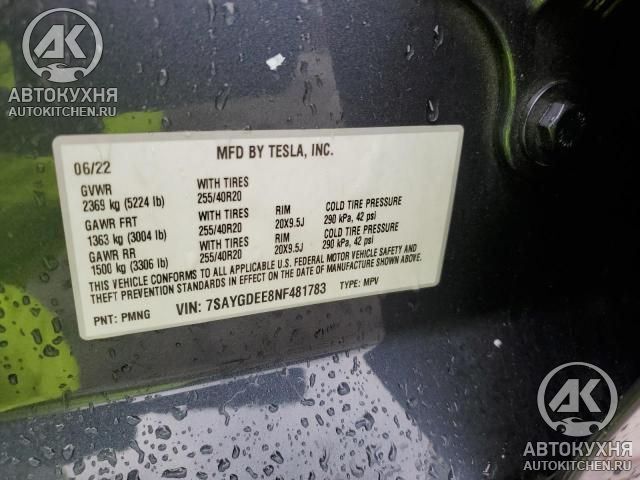 AK
АВТОКУХНЯ
AUTOKITCHEN.RU
MFD BY TESLA, INC.
06/22
GVWR WITH TIRES
2369 kg (5224 lb) 255/40R20
GAWR FRT WITH TIRES RIM COLD TIRE PRESSURE
1363 kg (3004 lb) 255/40R20 20X9.5J 290 kPa, 42 psi
GAWR RR WITH TIRES RIM COLD TIRE PRESSURE
1500 kg (3306 lb) 255/40R20 20X9.5J 290 kPa, 42 psi
THIS VEHICLE CONFORMS TO ALL APPLICABLE U.S. FEDERAL MOTOR VEHICLE SAFETY AND
THEFT PREVENTION STANDARDS IN EFFECT ON THE DATE OF MANUFACTURE SHOWN ABOVE.
PNT: PMNG VIN: 7SAYGDEE8NF481783 TYPE: MPV
AK
АВТОКУХНЯ
AUTOKITCHEN.RU